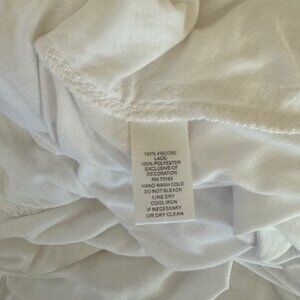 100% VISCOSE
LACE:
100% POLYESTER
EXCLUSIVE OF
DECORATION
RN 73163
HAND WASH COLD
DO NOT BLEACH
LINE DRY
COOL IRON
IF NECESSARY
OR DRY CLEAN